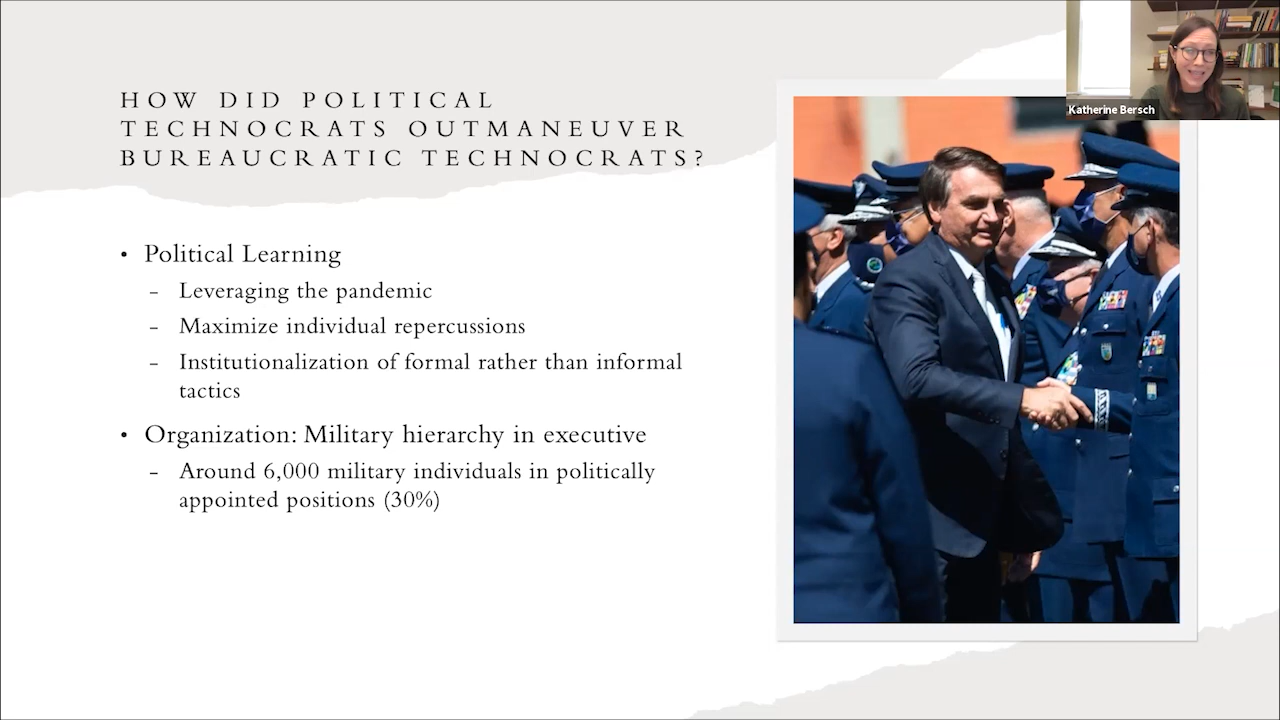 HOW DID POLITICAL
TECHNOCRATS OUTMANEUVER
BUREAUCRATIC TECHNOCRATS?
• Political Learning
– Leveraging the pandemic
– Maximize individual repercussions
– Institutionalization of formal rather than informal
tactics
• Organization: Military hierarchy in executive
– Around 6,000 military individuals in politically
appointed positions (30%)
Katherine Bersch